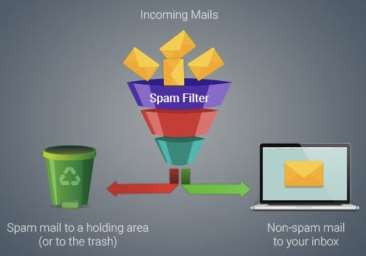 Incoming Mails
Spam Filter
Spam mail to a holding area
(or to the trash)
Non-spam mail
to your inbox